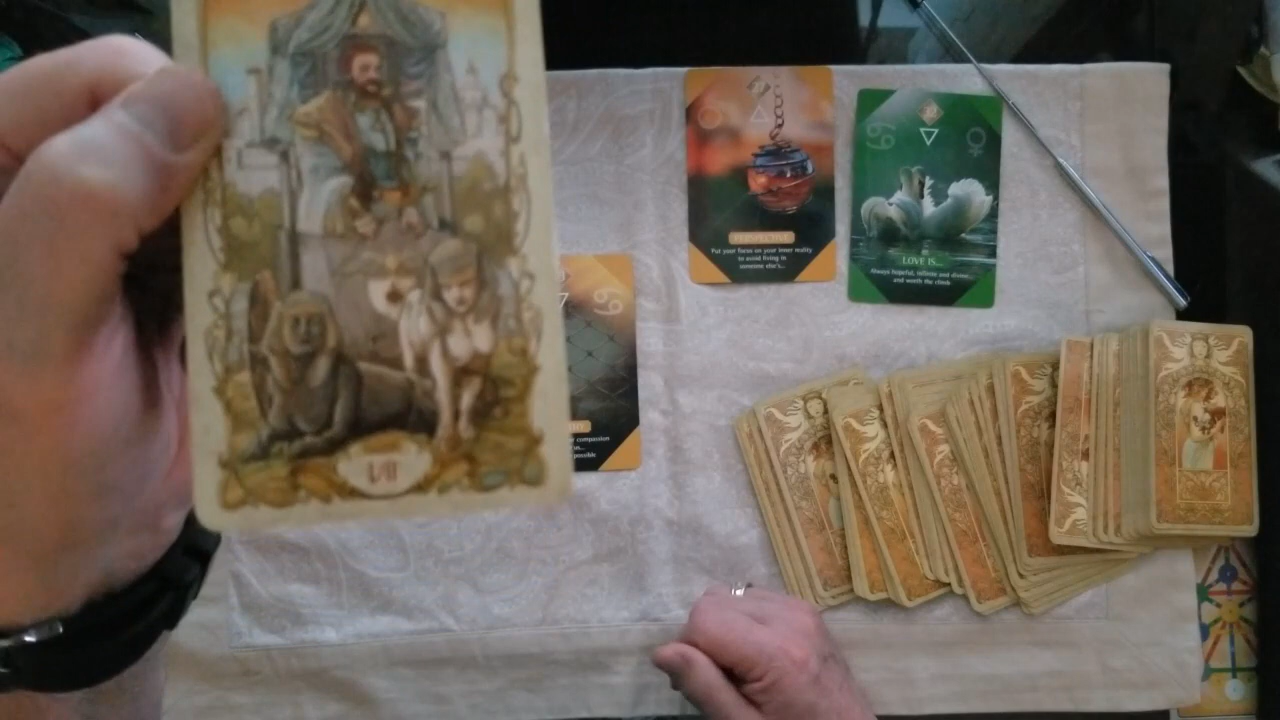 VII
PERSPECTIVE
Put your focus on your inner reality
to avoid living in
someone else's...
LOVE IS...
Always hopeful, infinite and divine...
and worth the climb
compassion
possible